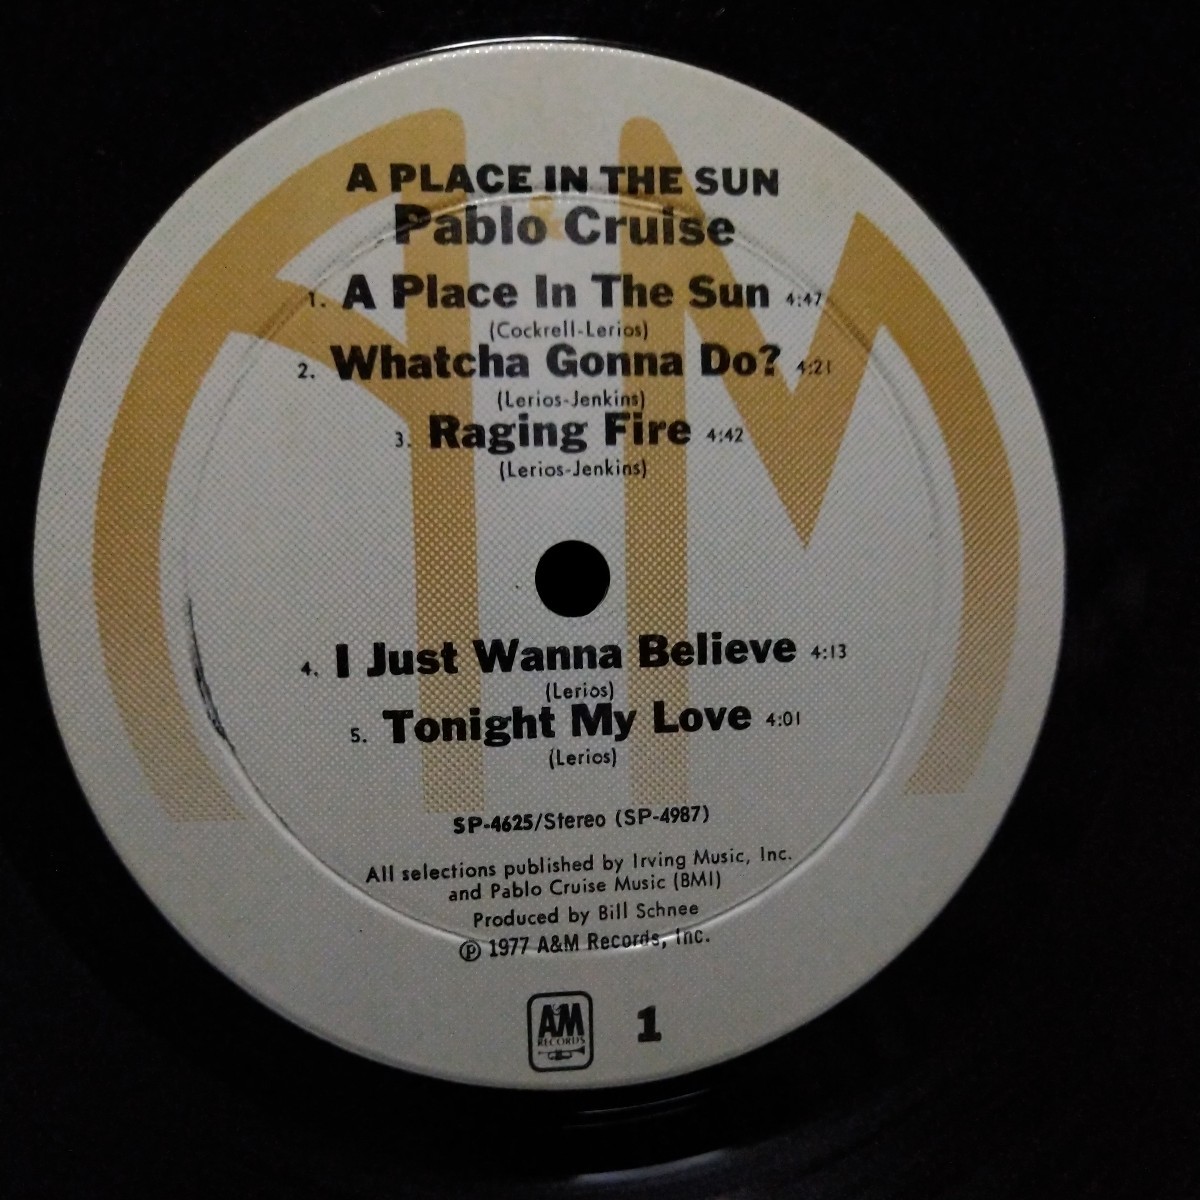 A PLACE IN THE SUN
Pablo Cruise
1. A Place In The Sun 4:47
(Cockrell-Lerios)
2. Whatcha Gonna Do? 4:21
(Lerios-Jenkins)
3. Raging Fire 4:42
(Lerios-Jenkins)
4. I Just Wanna Believe 4:13
(Lerios)
5. Tonight My Love 4:01
(Lerios)
SP-4625/Stereo (SP-4987)
All selections published by Irving Music, Inc.
and Pablo Cruise Music (BMI)
Produced by Bill Schnee
℗ 1977 A&M Records, Inc.
A&M 1
RECORDS